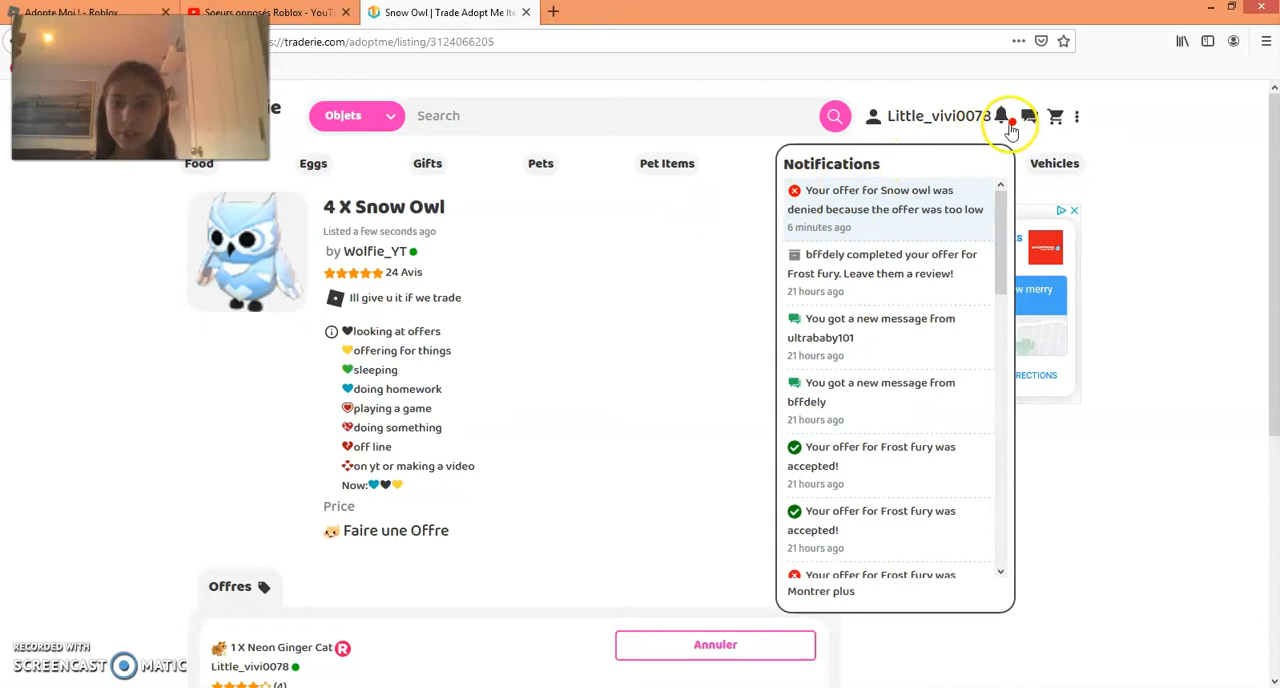 Adopte Moi ! - Roblox
Soeurs opposés Roblox - YouTu
Snow Owl | Trade Adopt Me Ite
s://traderie.com/adoptme/listing/3124066205
ie
Objets
Search
Little_vivi0078
Food
Eggs
Gifts
Pets
Pet Items
Vehicles
4 X Snow Owl
Listed a few seconds ago
by Wolfie_YT
24 Avis
Ill give u it if we trade
looking at offers
offering for things
sleeping
doing homework
playing a game
doing something
off line
on yt or making a video
Now:
Price
Faire une Offre
Notifications
Your offer for Snow owl was
denied because the offer was too low
6 minutes ago
bffdely completed your offer for
Frost fury. Leave them a review!
21 hours ago
You got a new message from
ultrababy101
21 hours ago
You got a new message from
bffdely
21 hours ago
Your offer for Frost fury was
accepted!
21 hours ago
Your offer for Frost fury was
accepted!
21 hours ago
Your offer for Frost fury was
Montrer plus
S
w merry
RECTIONS
Offres
1 X Neon Ginger Cat R
Little_vivi0078
(4)
Annuler
RECORDED WITH
SCREENCAST MATIC